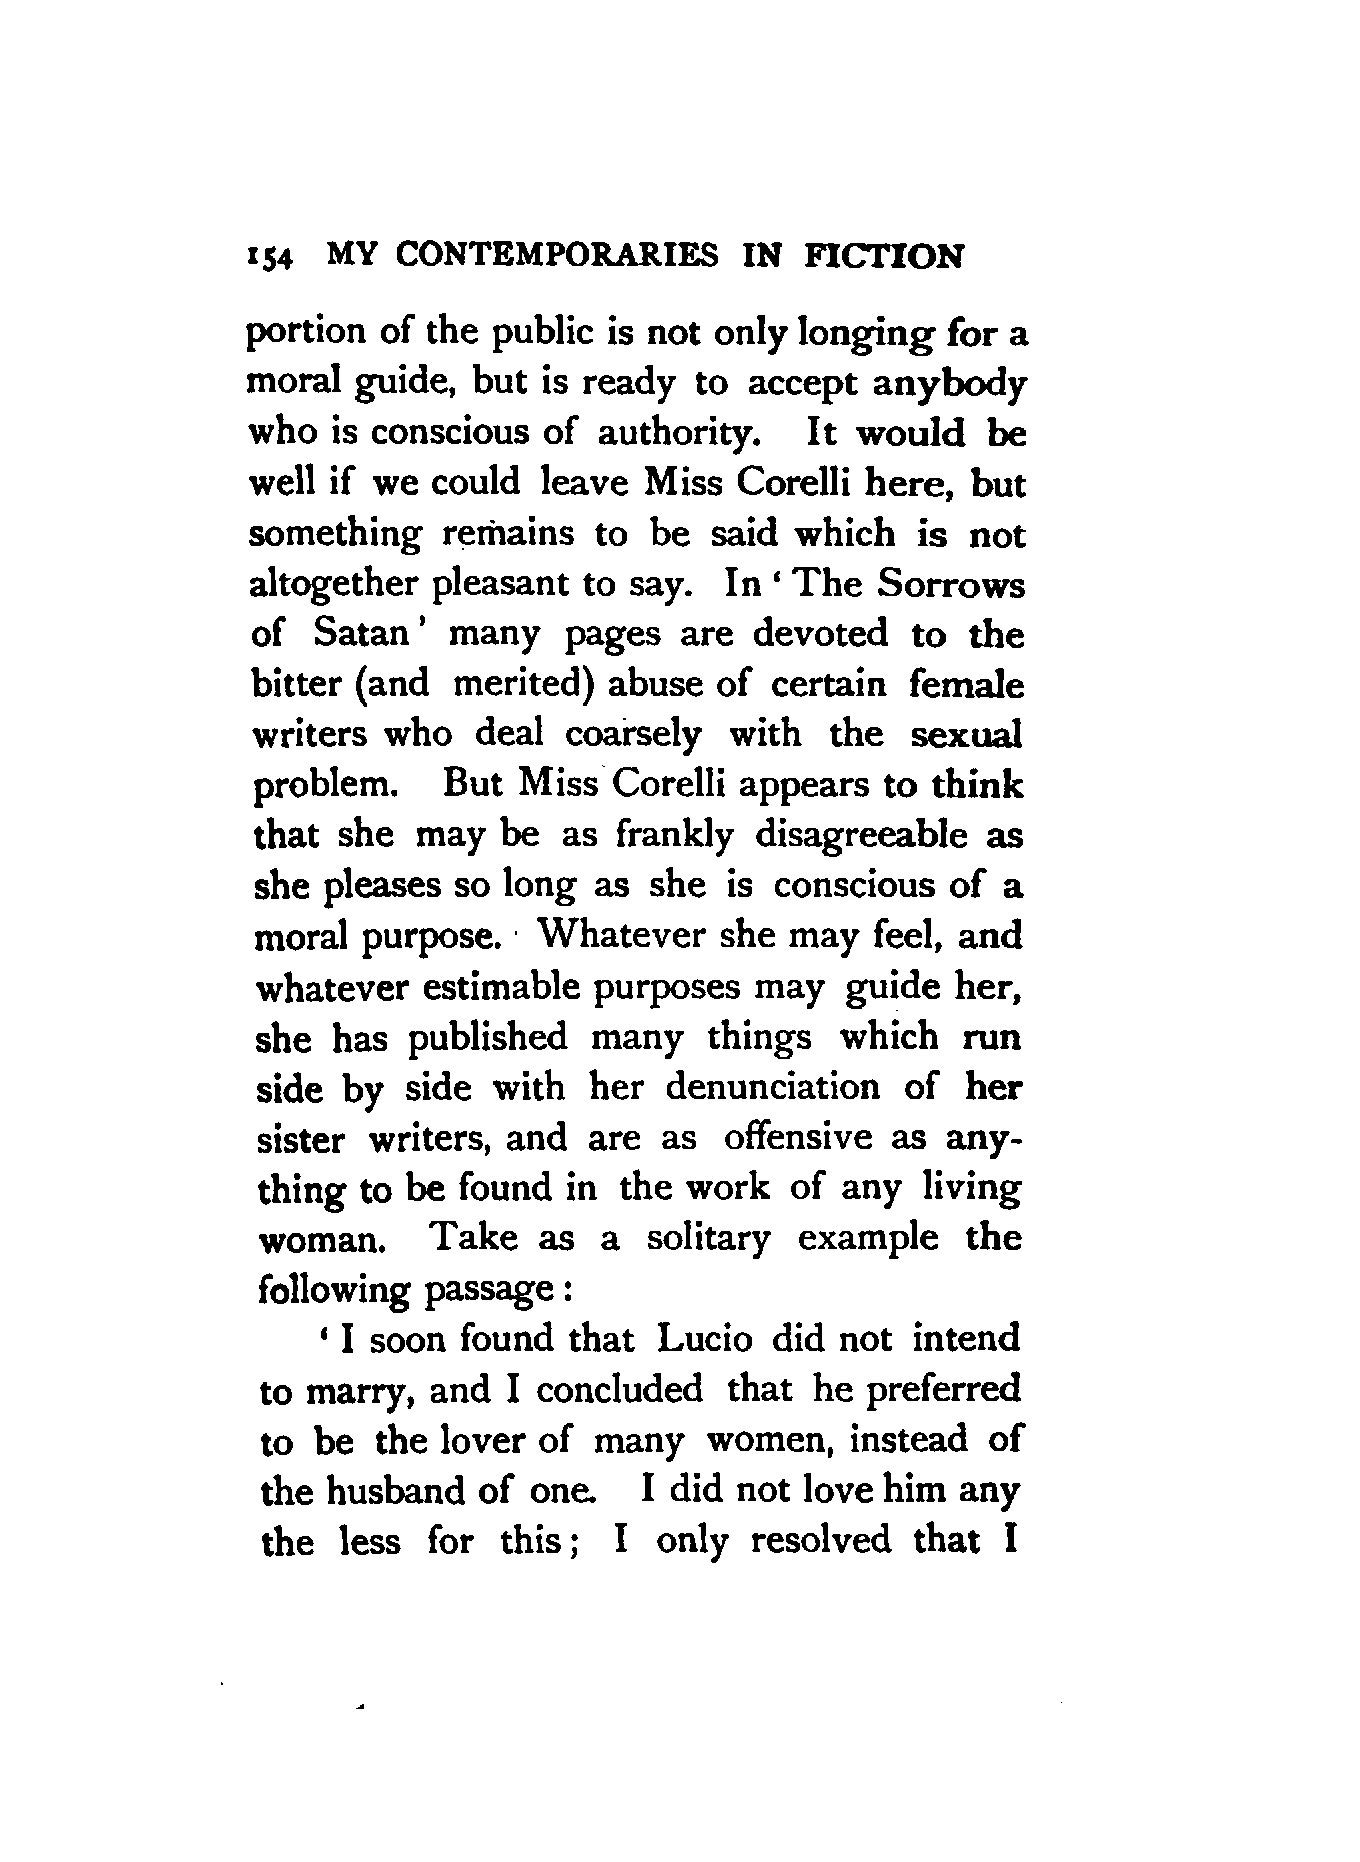 154 MY CONTEMPORARIES IN FICTION
portion of the public is not only longing for a
moral guide, but is ready to accept anybody
who is conscious of authority. It would be
well if we could leave Miss Corelli here, but
something remains to be said which is not
altogether pleasant to say. In ‘ The Sorrows
of Satan ’ many pages are devoted to the
bitter (and merited) abuse of certain female
writers who deal coarsely with the sexual
problem. But Miss Corelli appears to think
that she may be as frankly disagreeable as
she pleases so long as she is conscious of a
moral purpose. Whatever she may feel, and
whatever estimable purposes may guide her,
she has published many things which run
side by side with her denunciation of her
sister writers, and are as offensive as any-
thing to be found in the work of any living
woman. Take as a solitary example the
following passage :
‘ I soon found that Lucio did not intend
to marry, and I concluded that he preferred
to be the lover of many women, instead of
the husband of one. I did not love him any
the less for this ; I only resolved that I